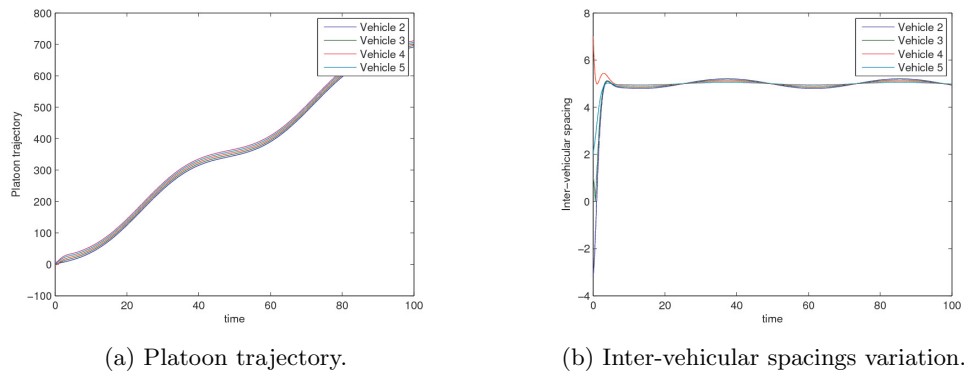 800
700
600
500
400
300
200
100
0
−100
0
20
40
60
80
100
time
Platoon trajectory
Vehicle 2
Vehicle 3
Vehicle 4
Vehicle 5
(a) Platoon trajectory.
8
6
4
2
0
−2
−4
0
20
40
60
80
100
time
Inter−vehicular spacing
Vehicle 2
Vehicle 3
Vehicle 4
Vehicle 5
(b) Inter-vehicular spacings variation.